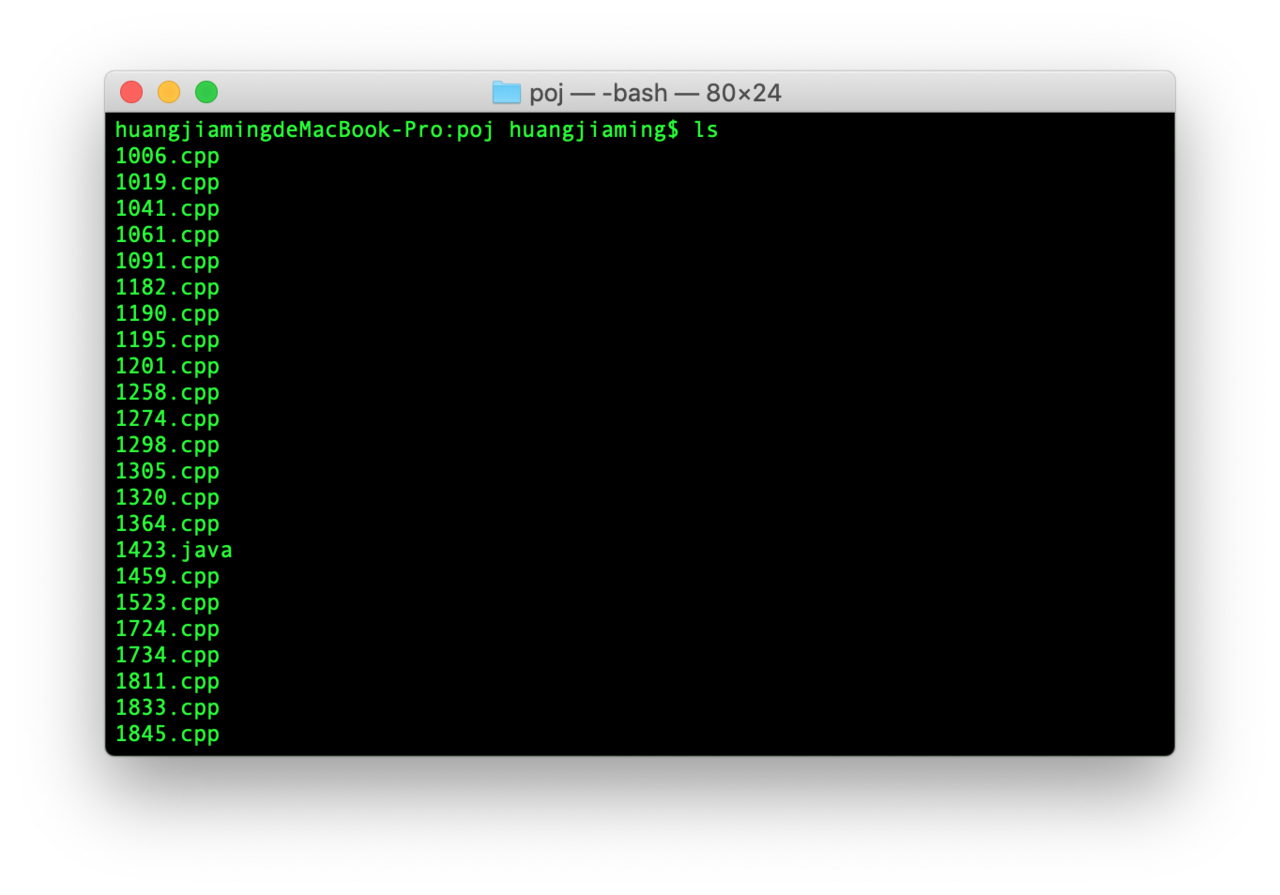 poj — -bash — 80×24
huangjiamingdeMacBook-Pro:poj huangjiaming$ ls
1006.cpp
1019.cpp
1041.cpp
1061.cpp
1091.cpp
1182.cpp
1190.cpp
1195.cpp
1201.cpp
1258.cpp
1274.cpp
1298.cpp
1305.cpp
1320.cpp
1364.cpp
1423.java
1459.cpp
1523.cpp
1724.cpp
1734.cpp
1811.cpp
1833.cpp
1845.cpp